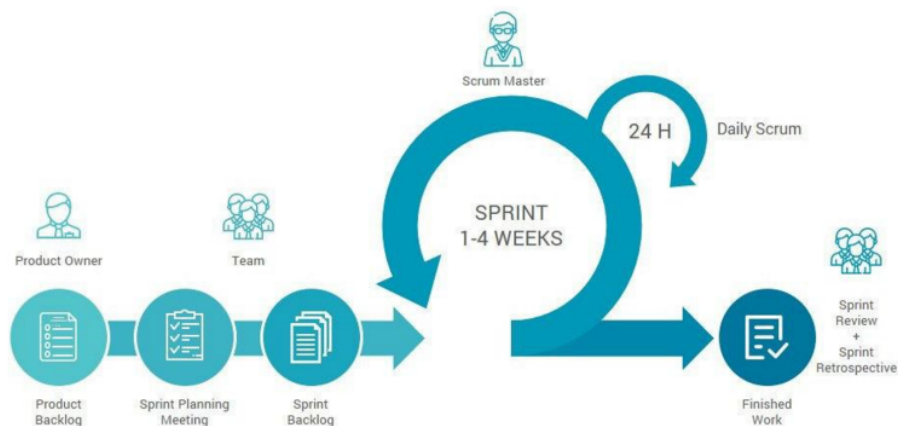 Scrum Master
24 H
Daily Scrum
SPRINT
1-4 WEEKS
Product Owner
Team
Product
Backlog
Sprint Planning
Meeting
Sprint
Backlog
Finished
Work
Sprint
Review
+
Sprint
Retrospective